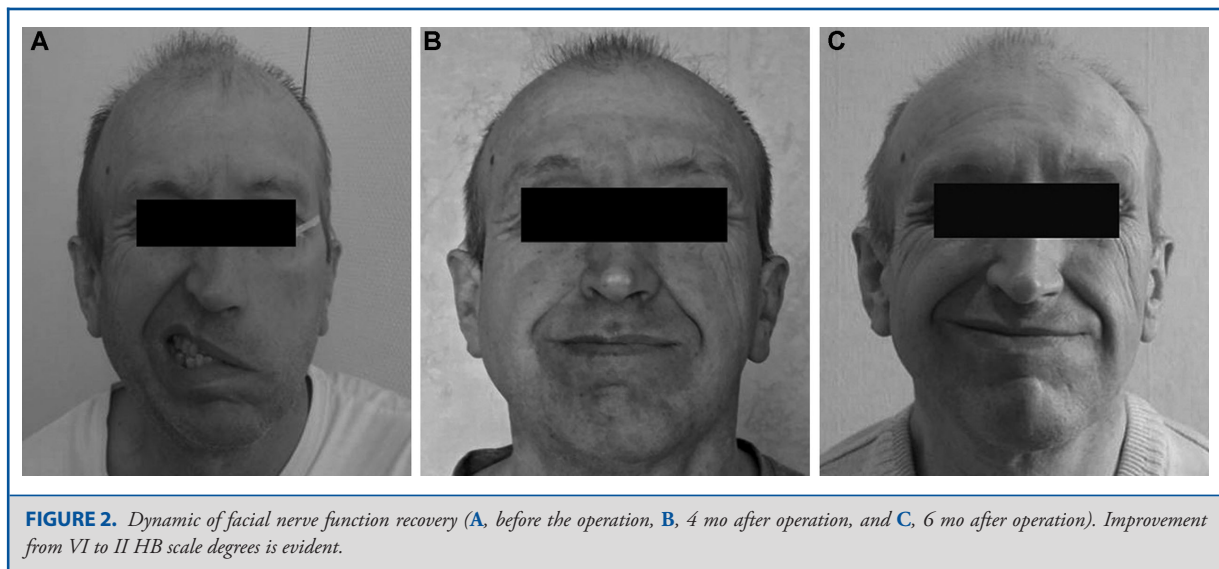 A
B
C
FIGURE 2. Dynamic of facial nerve function recovery (A, before the operation, B, 4 mo after operation, and C, 6 mo after operation). Improvement
from VI to II HB scale degrees is evident.